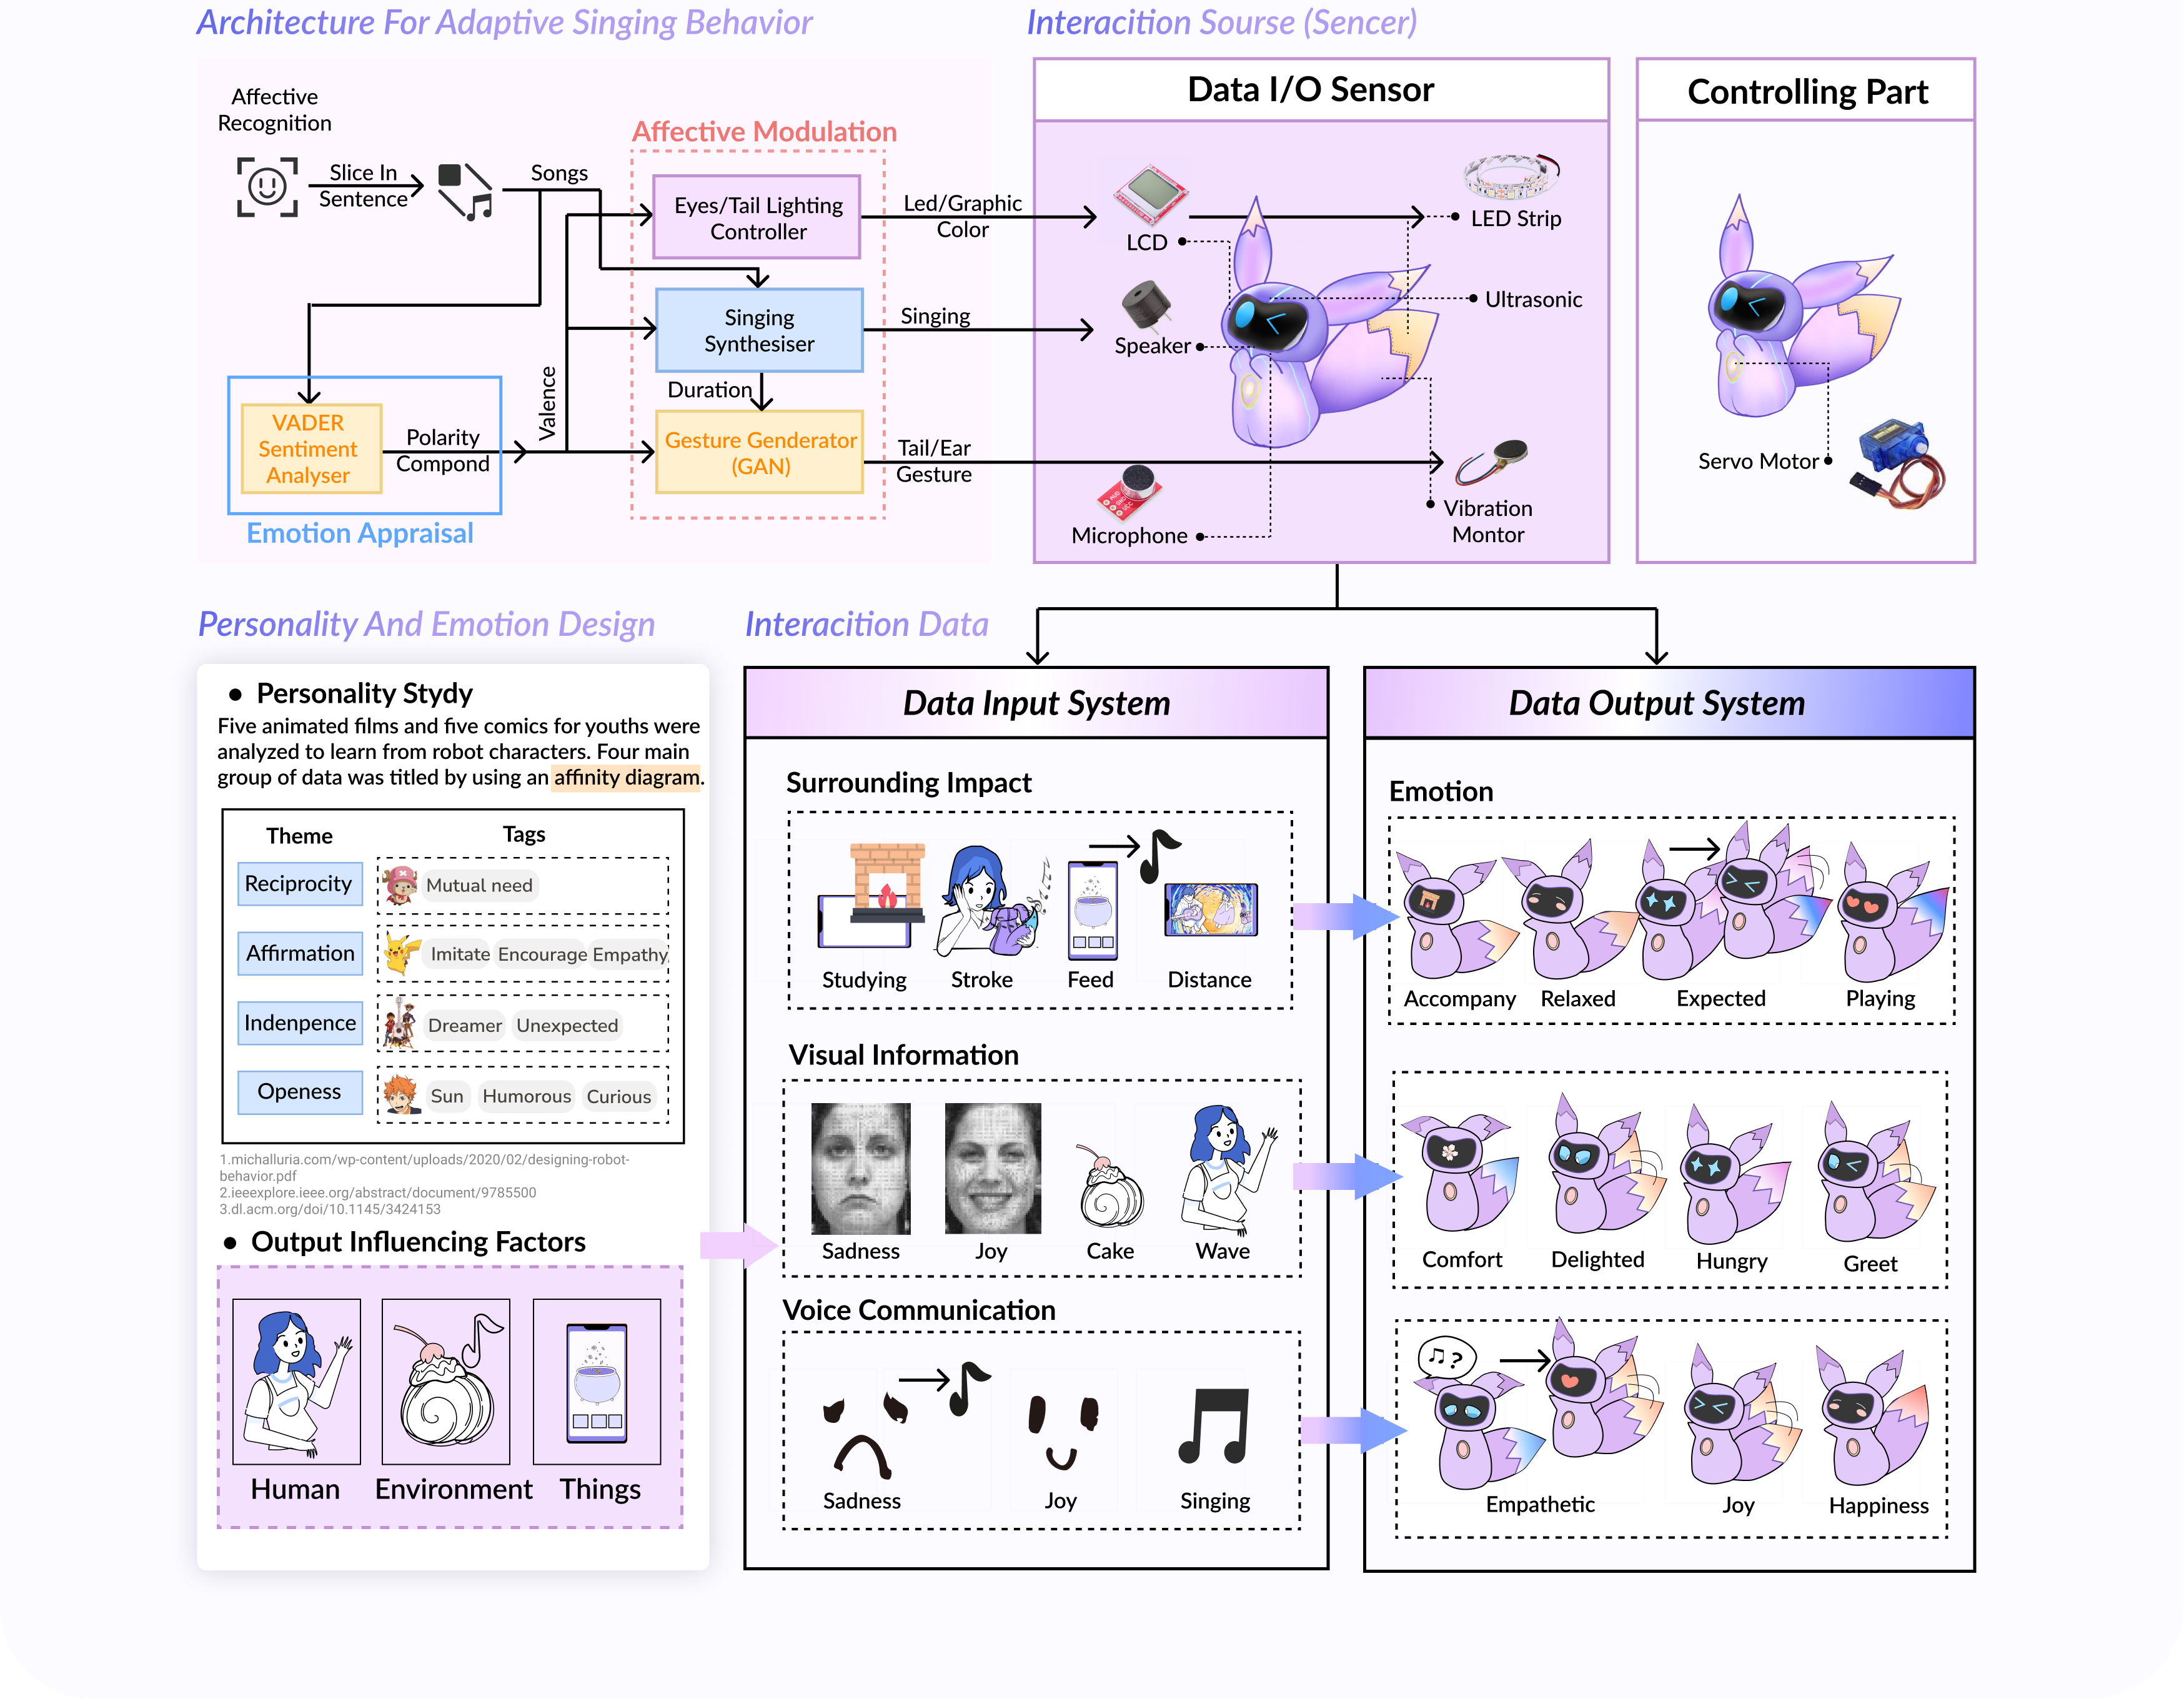 Architecture For Adaptive Singing Behavior
Affective
Recognition
Slice In
Sentence
Songs
Affective Modulation
Eyes/Tail Lighting
Controller
Led/Graphic
Color
Singing
Synthesiser
Singing
Duration
Valence
VADER
Sentiment
Analyser
Polarity
Compond
Gesture Genderator
(GAN)
Tail/Ear
Gesture
Emotion Appraisal
Interacition Sourse (Sencer)
Data I/O Sensor
LCD
LED Strip
Ultrasonic
Speaker
Microphone
Vibration
Montor
Controlling Part
Servo Motor
Personality And Emotion Design
Personality Stydy
Five animated films and five comics for youths were
analyzed to learn from robot characters. Four main
group of data was titled by using an affinity diagram.
Theme
Tags
Reciprocity
Mutual need
Affirmation
Imitate Encourage Empathy
Indenpence
Dreamer Unexpected
Openess
Sun Humorous Curious
1.michalluria.com/wp-content/uploads/2020/02/designing-robot-
behavior.pdf
2.ieeexplore.ieee.org/abstract/document/9785500
3.dl.acm.org/doi/10.1145/3424153
Output Influencing Factors
Human
Environment
Things
Interacition Data
Data Input System
Surrounding Impact
Studying
Stroke
Feed
Distance
Visual Information
Sadness
Joy
Cake
Wave
Voice Communication
Sadness
Joy
Singing
Data Output System
Emotion
Accompany
Relaxed
Expected
Playing
Comfort
Delighted
Hungry
Greet
?
Empathetic
Joy
Happiness